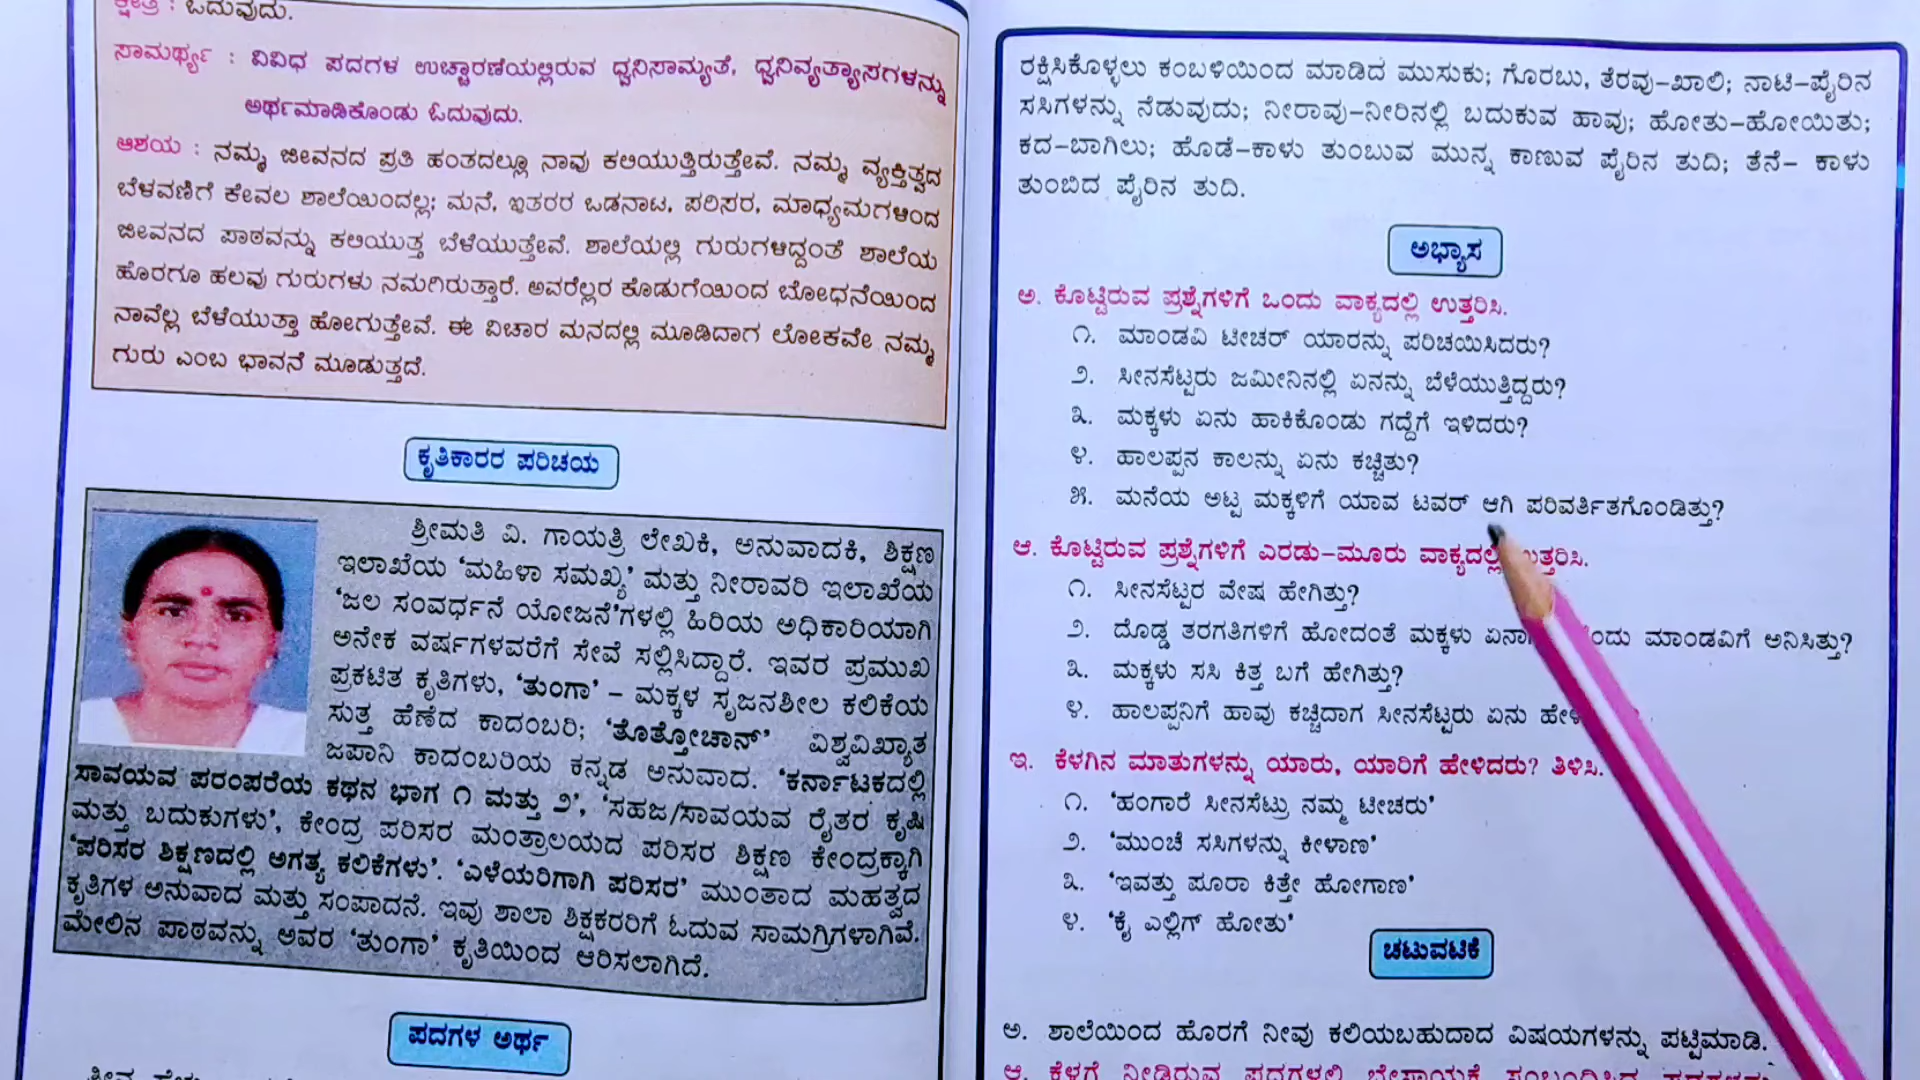 ಕ್ಷೇತ್ರ : ಓದುವುದು.
ಸಾಮರ್ಥ್ಯ : ವಿವಿಧ ಪದಗಳ ಉಚ್ಚಾರಣೆಯಲ್ಲಿರುವ ಧ್ವನಿಸಾಮ್ಯತೆ, ಧ್ವನಿವ್ಯತ್ಯಾಸಗಳನ್ನು
ಅರ್ಥಮಾಡಿಕೊಂಡು ಓದುವುದು.
ಆಶಯ : ನಮ್ಮ ಜೀವನದ ಪ್ರತಿ ಹಂತದಲ್ಲೂ ನಾವು ಕಲಿಯುತ್ತಿರುತ್ತೇವೆ. ನಮ್ಮ ವ್ಯಕ್ತಿತ್ವದ
ಬೆಳವಣಿಗೆ ಕೇವಲ ಶಾಲೆಯಿಂದಲ್ಲ; ಮನೆ, ಇತರರ ಒಡನಾಟ, ಪರಿಸರ, ಮಾಧ್ಯಮಗಳಿಂದ
ಜೀವನದ ಪಾಠವನ್ನು ಕಲಿಯುತ್ತ ಬೆಳೆಯುತ್ತೇವೆ. ಶಾಲೆಯಲ್ಲಿ ಗುರುಗಳಿದ್ದಂತೆ ಶಾಲೆಯ
ಹೊರಗೂ ಹಲವು ಗುರುಗಳು ನಮಗಿರುತ್ತಾರೆ. ಅವರೆಲ್ಲರ ಕೊಡುಗೆಯಿಂದ ಬೋಧನೆಯಿಂದ
ನಾವೆಲ್ಲ ಬೆಳೆಯುತ್ತಾ ಹೋಗುತ್ತೇವೆ. ಈ ವಿಚಾರ ಮನದಲ್ಲಿ ಮೂಡಿದಾಗ ಲೋಕವೇ ನಮ್ಮ
ಗುರು ಎಂಬ ಭಾವನೆ ಮೂಡುತ್ತದೆ.
ಕೃತಿಕಾರರ ಪರಿಚಯ
ಶ್ರೀಮತಿ ವಿ. ಗಾಯತ್ರಿ ಲೇಖಕಿ, ಅನುವಾದಕಿ, ಶಿಕ್ಷಣ
ಇಲಾಖೆಯ ‘ಮಹಿಳಾ ಸಮಖ್ಯ’ ಮತ್ತು ನೀರಾವರಿ ಇಲಾಖೆಯ
‘ಜಲ ಸಂವರ್ಧನೆ ಯೋಜನೆ’ಗಳಲ್ಲಿ ಹಿರಿಯ ಅಧಿಕಾರಿಯಾಗಿ
ಅನೇಕ ವರ್ಷಗಳವರೆಗೆ ಸೇವೆ ಸಲ್ಲಿಸಿದ್ದಾರೆ. ಇವರ ಪ್ರಮುಖ
ಪ್ರಕಟಿತ ಕೃತಿಗಳು, ‘ತುಂಗಾ’ – ಮಕ್ಕಳ ಸೃಜನಶೀಲ ಕಲಿಕೆಯ
ಸುತ್ತ ಹೆಣೆದ ಕಾದಂಬರಿ; ‘ತೊತ್ತೋಚಾನ್’ ವಿಶ್ವವಿಖ್ಯಾತ
ಜಪಾನಿ ಕಾದಂಬರಿಯ ಕನ್ನಡ ಅನುವಾದ. ‘ಕರ್ನಾಟಕದಲ್ಲಿ
ಸಾವಯವ ಪರಂಪರೆಯ ಕಥನ ಭಾಗ ೧ ಮತ್ತು ೨’, ‘ಸಹಜ/ಸಾವಯವ ರೈತರ ಕೃಷಿ
ಮತ್ತು ಬದುಕುಗಳು’, ಕೇಂದ್ರ ಪರಿಸರ ಮಂತ್ರಾಲಯದ ಪರಿಸರ ಶಿಕ್ಷಣ ಕೇಂದ್ರಕ್ಕಾಗಿ
‘ಪರಿಸರ ಶಿಕ್ಷಣದಲ್ಲಿ ಅಗತ್ಯ ಕಲಿಕೆಗಳು’. ‘ಎಳೆಯರಿಗಾಗಿ ಪರಿಸರ’ ಮುಂತಾದ ಮಹತ್ವದ
ಕೃತಿಗಳ ಅನುವಾದ ಮತ್ತು ಸಂಪಾದನೆ. ಇವು ಶಾಲಾ ಶಿಕ್ಷಕರಿಗೆ ಓದುವ ಸಾಮಗ್ರಿಗಳಾಗಿವೆ.
ಮೇಲಿನ ಪಾಠವನ್ನು ಅವರ ‘ತುಂಗಾ’ ಕೃತಿಯಿಂದ ಆರಿಸಲಾಗಿದೆ.
ಪದಗಳ ಅರ್ಥ
ರಕ್ಷಿಸಿಕೊಳ್ಳಲು ಕಂಬಳಿಯಿಂದ ಮಾಡಿದ ಮುಸುಕು; ಗೊರಬು, ತೆರವು–ಖಾಲಿ; ನಾಟಿ–ಪೈರಿನ
ಸಸಿಗಳನ್ನು ನೆಡುವುದು; ನೀರಾವು–ನೀರಿನಲ್ಲಿ ಬದುಕುವ ಹಾವು; ಹೋತು–ಹೋಯಿತು;
ಕದ–ಬಾಗಿಲು; ಹೊಡೆ–ಕಾಳು ತುಂಬುವ ಮುನ್ನ ಕಾಣುವ ಪೈರಿನ ತುದಿ; ತೆನೆ– ಕಾಳು
ತುಂಬಿದ ಪೈರಿನ ತುದಿ.
ಅಭ್ಯಾಸ
ಅ. ಕೊಟ್ಟಿರುವ ಪ್ರಶ್ನೆಗಳಿಗೆ ಒಂದು ವಾಕ್ಯದಲ್ಲಿ ಉತ್ತರಿಸಿ.
೧. ಮಾಂಡವಿ ಟೀಚರ್ ಯಾರನ್ನು ಪರಿಚಯಿಸಿದರು?
೨. ಸೀನಸೆಟ್ಟರು ಜಮೀನಿನಲ್ಲಿ ಏನನ್ನು ಬೆಳೆಯುತ್ತಿದ್ದರು?
೩. ಮಕ್ಕಳು ಏನು ಹಾಕಿಕೊಂಡು ಗದ್ದೆಗೆ ಇಳಿದರು?
೪. ಹಾಲಪ್ಪನ ಕಾಲನ್ನು ಏನು ಕಚ್ಚಿತು?
೫. ಮನೆಯ ಅಟ್ಟ ಮಕ್ಕಳಿಗೆ ಯಾವ ಟವರ್ ಆಗಿ ಪರಿವರ್ತಿತಗೊಂಡಿತ್ತು?
ಆ. ಕೊಟ್ಟಿರುವ ಪ್ರಶ್ನೆಗಳಿಗೆ ಎರಡು–ಮೂರು ವಾಕ್ಯದಲ್ಲಿ ಉತ್ತರಿಸಿ.
೧. ಸೀನಸೆಟ್ಟರ ವೇಷ ಹೇಗಿತ್ತು?
೨. ದೊಡ್ಡ ತರಗತಿಗಳಿಗೆ ಹೋದಂತೆ ಮಕ್ಕಳು ಮಾಂಡವಿಗೆ ಅನಿಸಿತ್ತು?
೩. ಮಕ್ಕಳು ಸಸಿ ಕಿತ್ತ ಬಗೆ ಹೇಗಿತ್ತು?
೪. ಹಾಲಪ್ಪನಿಗೆ ಹಾವು ಕಚ್ಚಿದಾಗ ಸೀನಸೆಟ್ಟರು ಏನು
ಇ. ಕೆಳಗಿನ ಮಾತುಗಳನ್ನು ಯಾರು, ಯಾರಿಗೆ ಹೇಳಿದರು? ತಿಳಿಸಿ.
೧. ‘ಹಂಗಾರೆ ಸೀನಸೆಟ್ರು ನಮ್ಮ ಟೀಚರು’
೨. ‘ಮುಂಚೆ ಸಸಿಗಳನ್ನು ಕೀಳಾಣ’
೩. ‘ಇವತ್ತು ಪೂರಾ ಕಿತ್ತೇ ಹೋಗಾಣ’
೪. ‘ಕೈ ಎಲ್ಲಿಗ್ ಹೋತು’
ಚಟುವಟಿಕೆ
ಅ. ಶಾಲೆಯಿಂದ ಹೊರಗೆ ನೀವು ಕಲಿಯಬಹುದಾದ ವಿಷಯಗಳನ್ನು ಪಟ್ಟಿಮಾಡಿ.
ಆ. ಕೆಳಗೆ ನೀಡಿರುವ ಪದಗಳಲ್ಲಿ ಬೇಸಾಯಕ್ಕೆ